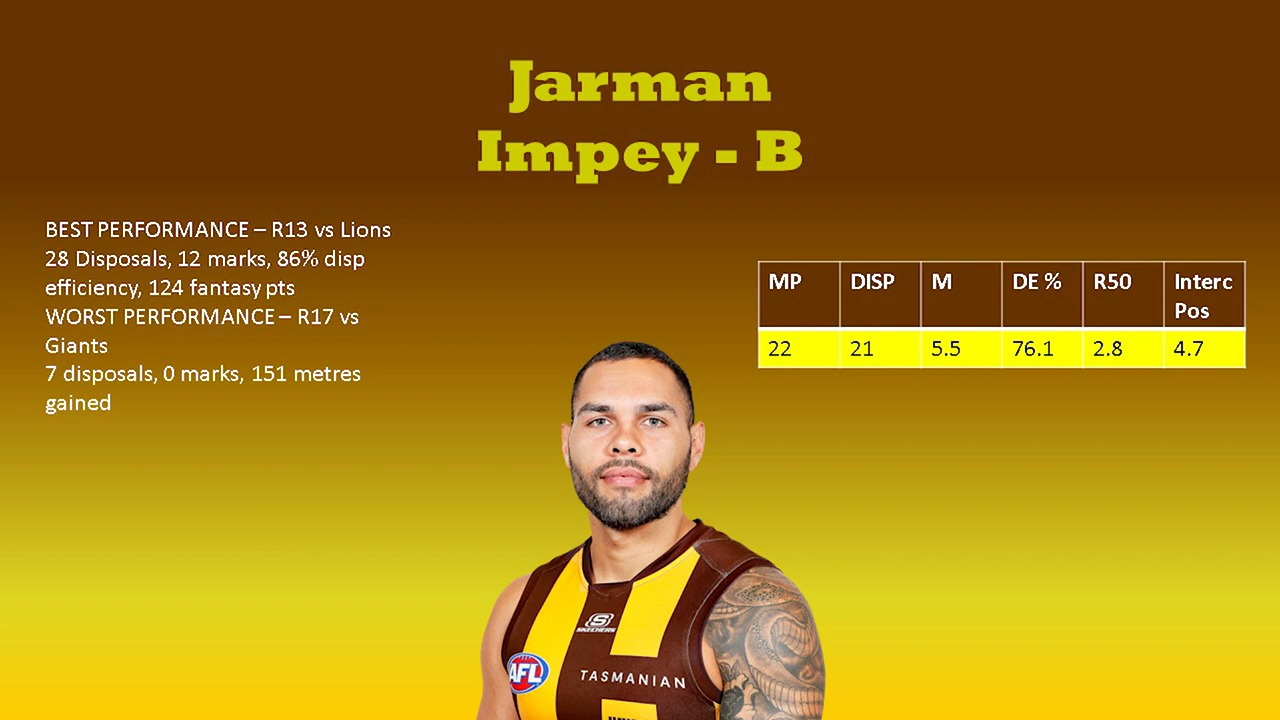 Jarman
Impey - B
BEST PERFORMANCE – R13 vs Lions
28 Disposals, 12 marks, 86% disp
efficiency, 124 fantasy pts
WORST PERFORMANCE – R17 vs
Giants
7 disposals, 0 marks, 151 metres
gained
MP DISP M DE % R50 Interc
Pos
22 21 5.5 76.1 2.8 4.7
SKECHERS
AFL
TASMANIAN